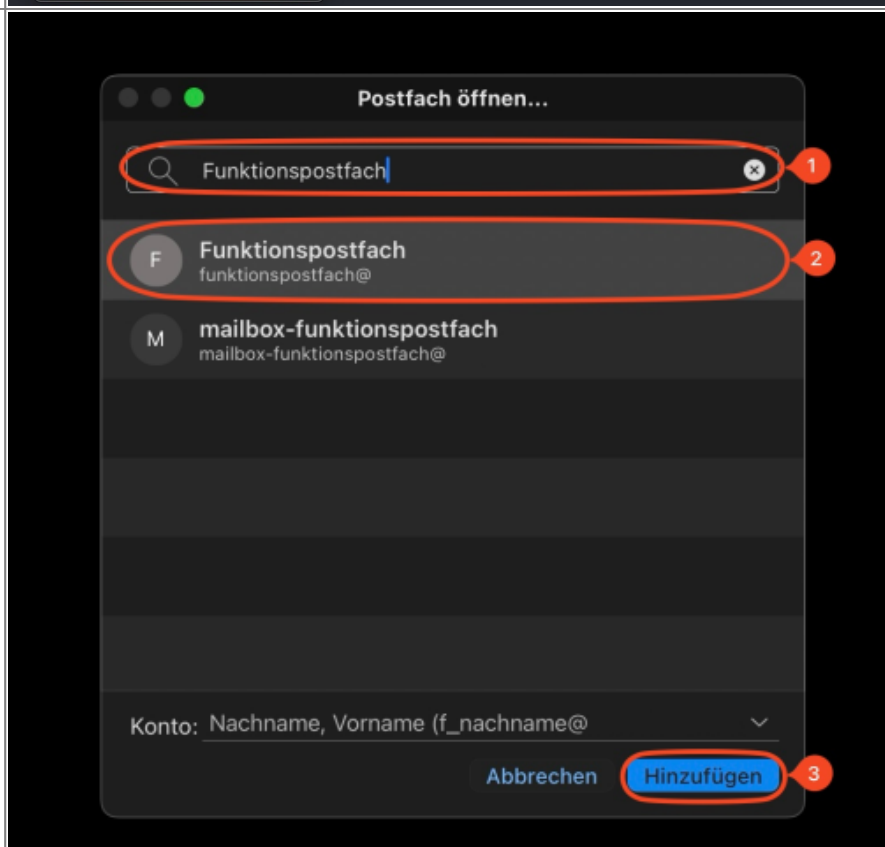 Postfach öffnen...
Funktionspostfach
1
F
Funktionspostfach
funktionspostfach@
2
M
mailbox-funktionspostfach
mailbox-funktionspostfach@
Konto: Nachname, Vorname (f_nachname@
Abbrechen
Hinzufügen
3